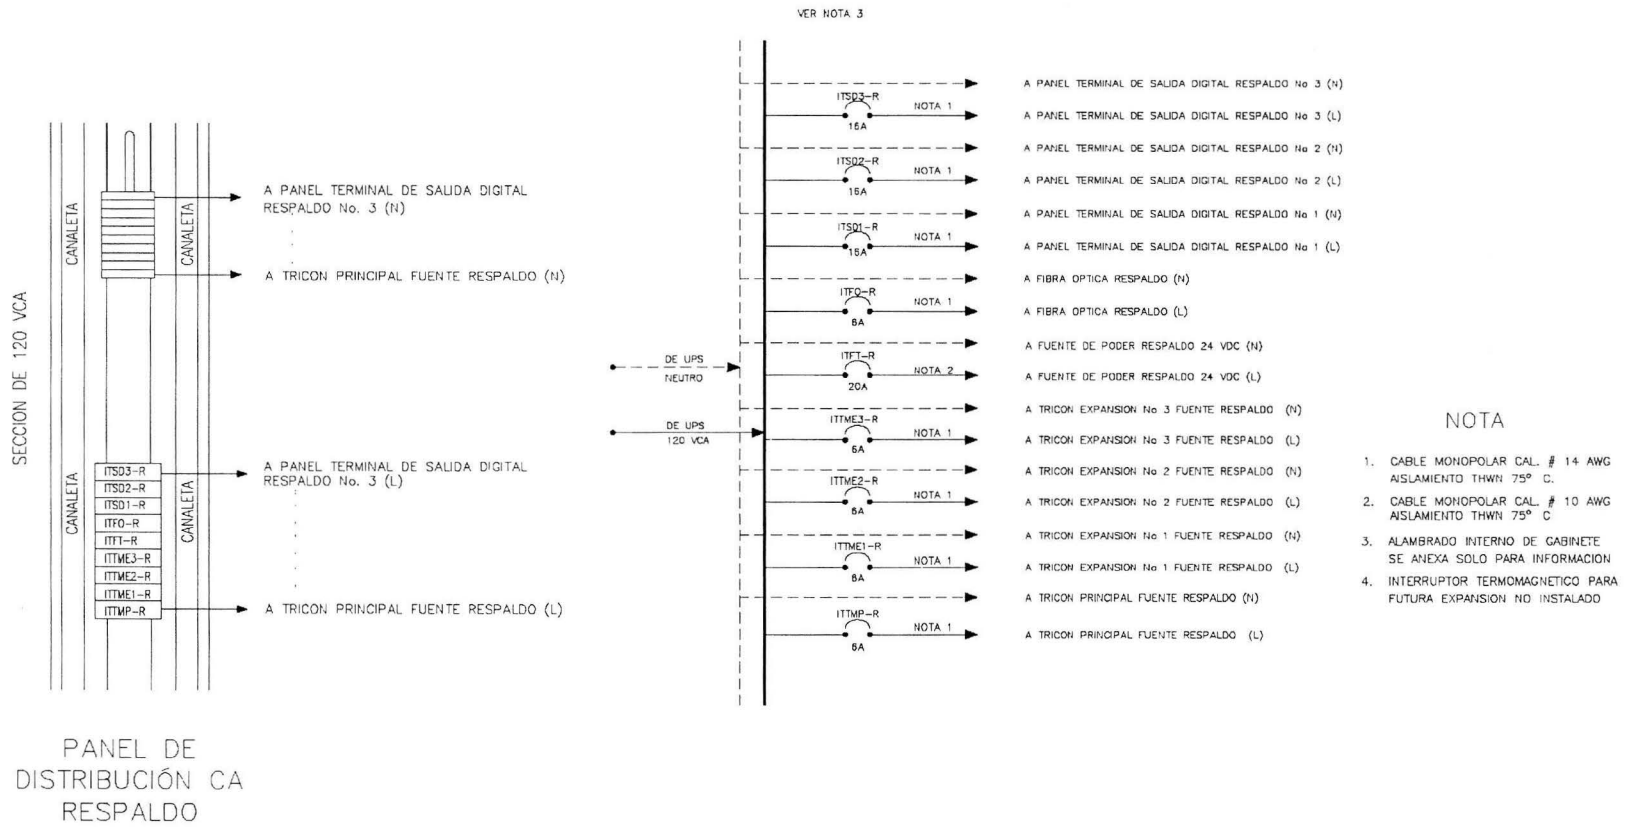 VER NOTA 3
SECCION DE 120 VCA
CANALETA
CANALETA
A PANEL TERMINAL DE SALIDA DIGITAL
RESPALDO No. 3 (N)
A TRICON PRINCIPAL FUENTE RESPALDO (N)
CANALETA
CANALETA
ITSD3-R
ITSD2-R
ITSD1-R
ITFO-R
ITFT-R
ITTME3-R
ITTME2-R
ITTME1-R
ITTMP-R
A PANEL TERMINAL DE SALIDA DIGITAL
RESPALDO No. 3 (L)
A TRICON PRINCIPAL FUENTE RESPALDO (L)
PANEL DE
DISTRIBUCIÓN CA
RESPALDO
DE UPS
NEUTRO
DE UPS
120 VCA
A PANEL TERMINAL DE SALIDA DIGITAL RESPALDO No 3 (N)
ITSD3-R
NOTA 1
16A
A PANEL TERMINAL DE SALIDA DIGITAL RESPALDO No 3 (L)
A PANEL TERMINAL DE SALIDA DIGITAL RESPALDO No 2 (N)
ITSD2-R
NOTA 1
16A
A PANEL TERMINAL DE SALIDA DIGITAL RESPALDO No 2 (L)
A PANEL TERMINAL DE SALIDA DIGITAL RESPALDO No 1 (N)
ITSD1-R
NOTA 1
16A
A PANEL TERMINAL DE SALIDA DIGITAL RESPALDO No 1 (L)
A FIBRA OPTICA RESPALDO (N)
ITFO-R
NOTA 1
6A
A FIBRA OPTICA RESPALDO (L)
A FUENTE DE PODER RESPALDO 24 VDC (N)
ITFT-R
NOTA 2
20A
A FUENTE DE PODER RESPALDO 24 VDC (L)
A TRICON EXPANSION No 3 FUENTE RESPALDO (N)
ITTME3-R
NOTA 1
6A
A TRICON EXPANSION No 3 FUENTE RESPALDO (L)
A TRICON EXPANSION No 2 FUENTE RESPALDO (N)
ITTME2-R
NOTA 1
6A
A TRICON EXPANSION No 2 FUENTE RESPALDO (L)
A TRICON EXPANSION No 1 FUENTE RESPALDO (N)
ITTME1-R
NOTA 1
6A
A TRICON EXPANSION No 1 FUENTE RESPALDO (L)
A TRICON PRINCIPAL FUENTE RESPALDO (N)
ITTMP-R
NOTA 1
6A
A TRICON PRINCIPAL FUENTE RESPALDO (L)
NOTA
1. CABLE MONOPOLAR CAL. # 14 AWG
AISLAMIENTO THWN 75° C.
2. CABLE MONOPOLAR CAL. # 10 AWG
AISLAMIENTO THWN 75° C
3. ALAMBRADO INTERNO DE GABINETE
SE ANEXA SOLO PARA INFORMACION
4. INTERRUPTOR TERMOMAGNETICO PARA
FUTURA EXPANSION NO INSTALADO